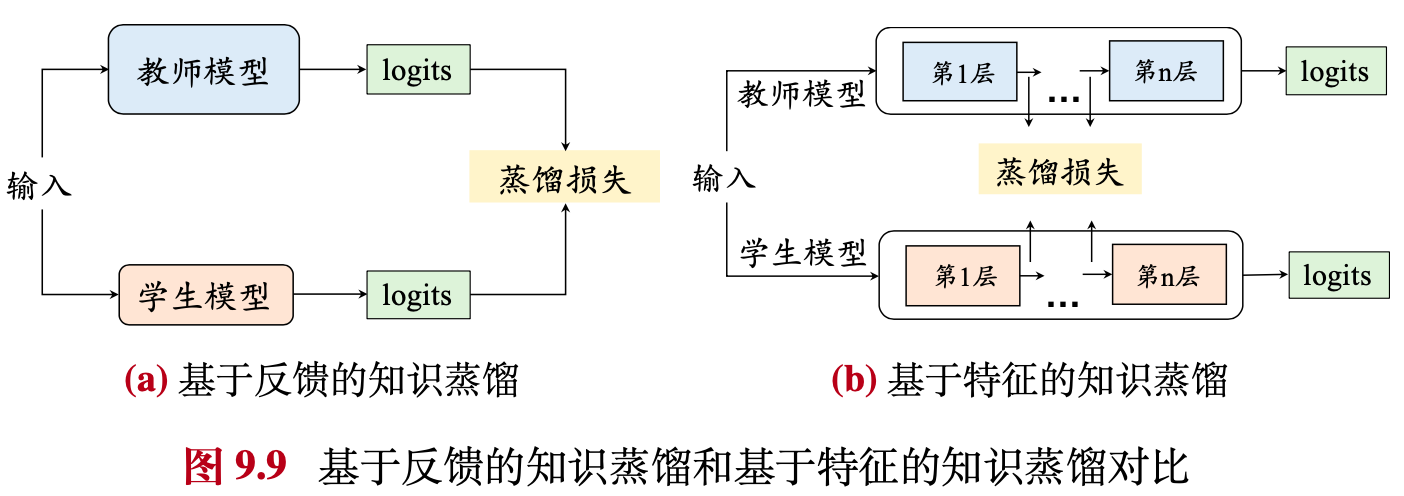 教师模型
logits
输入
蒸馏损失
学生模型
logits
(a) 基于反馈的知识蒸馏
教师模型
第1层
...
第n层
logits
输入
蒸馏损失
学生模型
第1层
...
第n层
logits
(b) 基于特征的知识蒸馏
图 9.9 基于反馈的知识蒸馏和基于特征的知识蒸馏对比